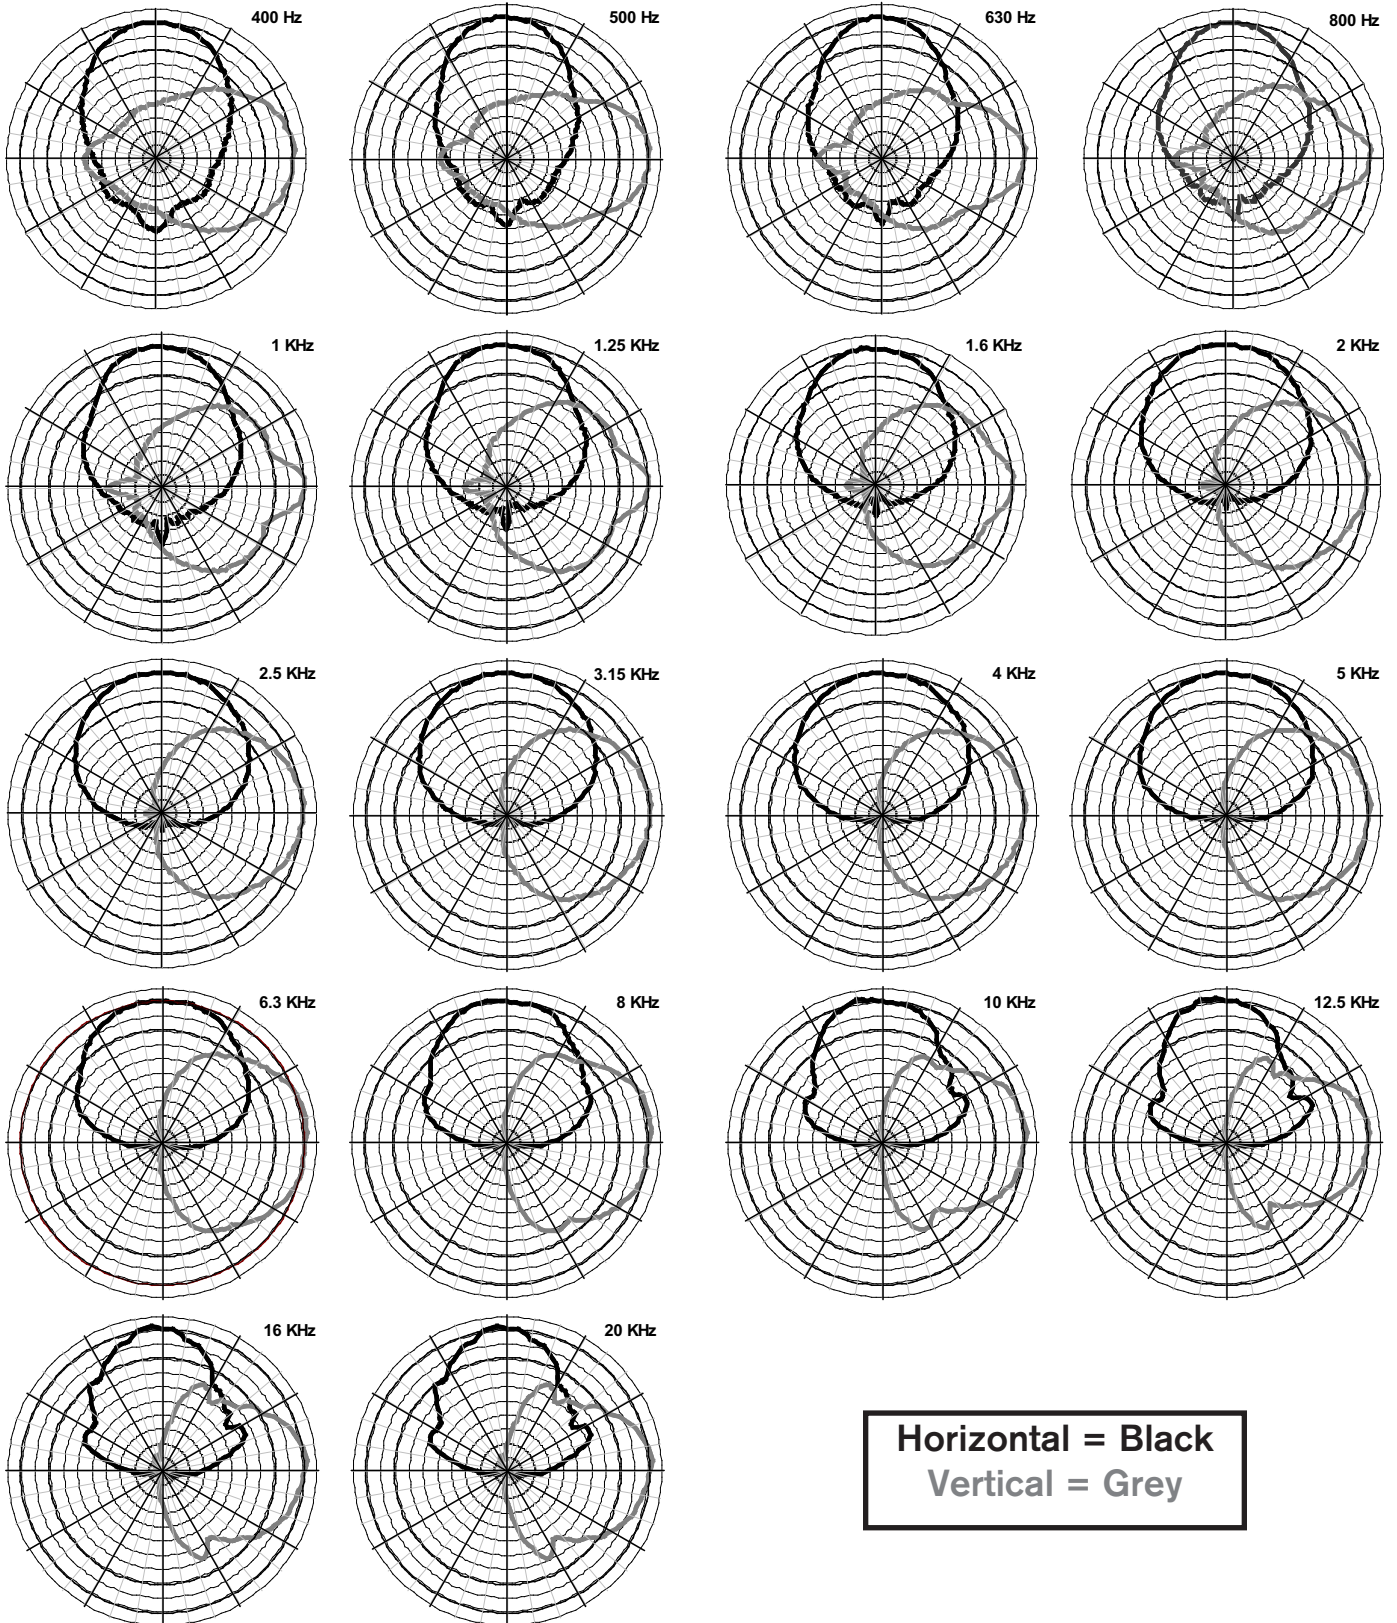 400 Hz
500 Hz
630 Hz
800 Hz
1 KHz
1.25 KHz
1.6 KHz
2 KHz
2.5 KHz
3.15 KHz
4 KHz
5 KHz
6.3 KHz
8 KHz
10 KHz
12.5 KHz
16 KHz
20 KHz
Horizontal = Black
Vertical = Grey